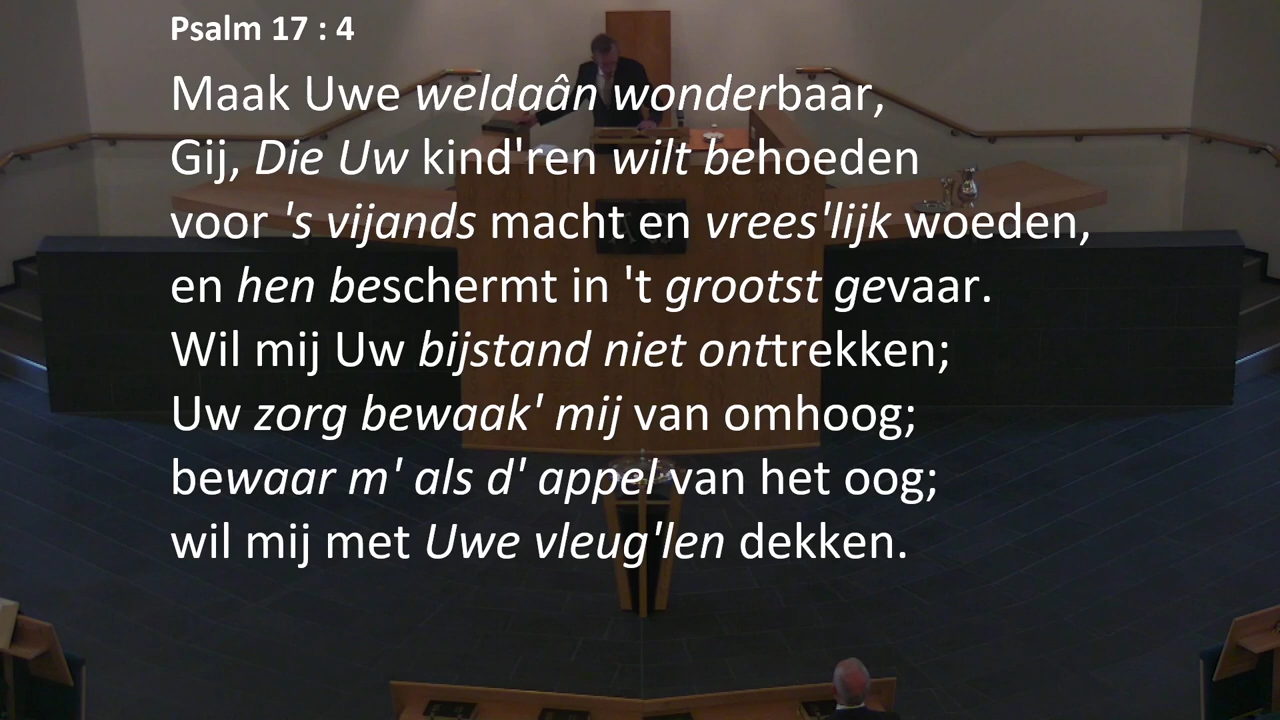 Psalm 17 : 4
Maak Uwe weldaân wonderbaar,
Gij, Die Uw kind'ren wilt behoeden
voor 's vijands macht en vrees'lijk woeden,
en hen beschermt in 't grootst gevaar.
Wil mij Uw bijstand niet onttrekken;
Uw zorg bewaak' mij van omhoog;
bewaar m' als d' appel van het oog;
wil mij met Uwe vleug'len dekken.